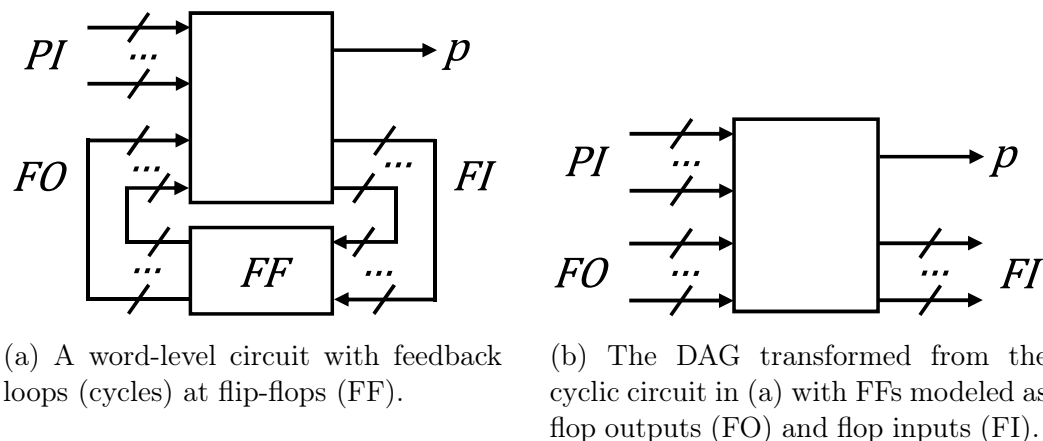 PI
...
p
FO
...
...
FI
FF
...
...
PI
...
p
FO
...
...
FI
(a) A word-level circuit with feedback
loops (cycles) at flip-flops (FF).
(b) The DAG transformed from the
cyclic circuit in (a) with FFs modeled as
flop outputs (FO) and flop inputs (FI).